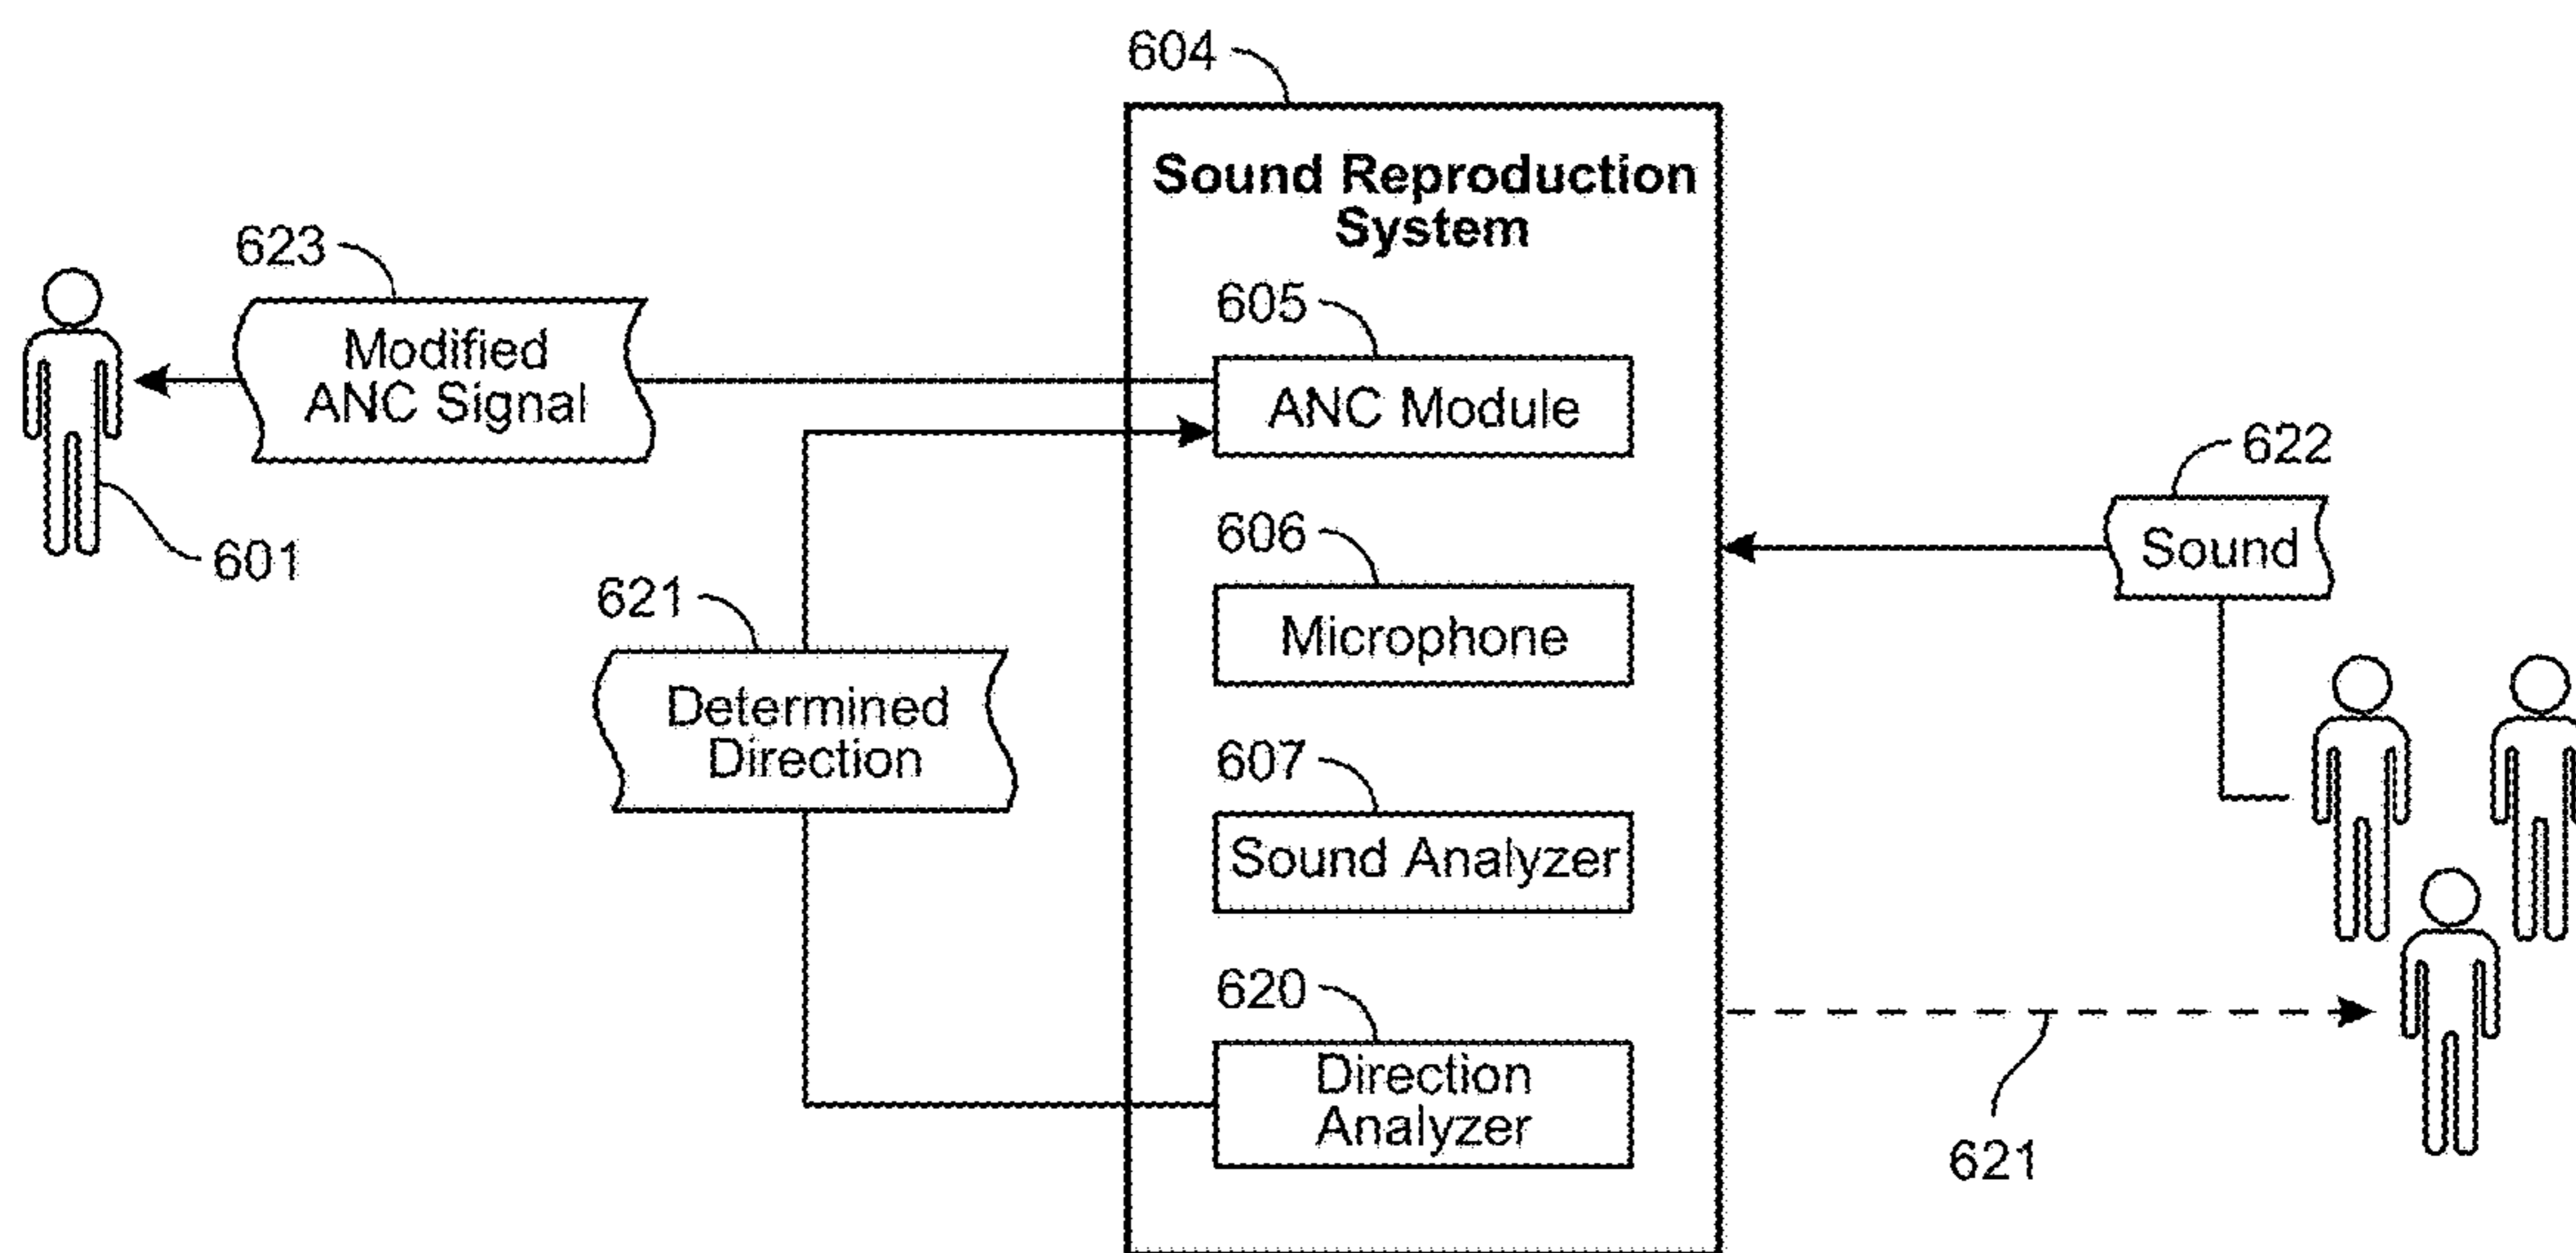 604
Sound Reproduction
System
623
Modified
ANC Signal
605
ANC Module
601
622
Sound
606
Microphone
621
Determined
Direction
607
Sound Analyzer
620
Direction
Analyzer
621